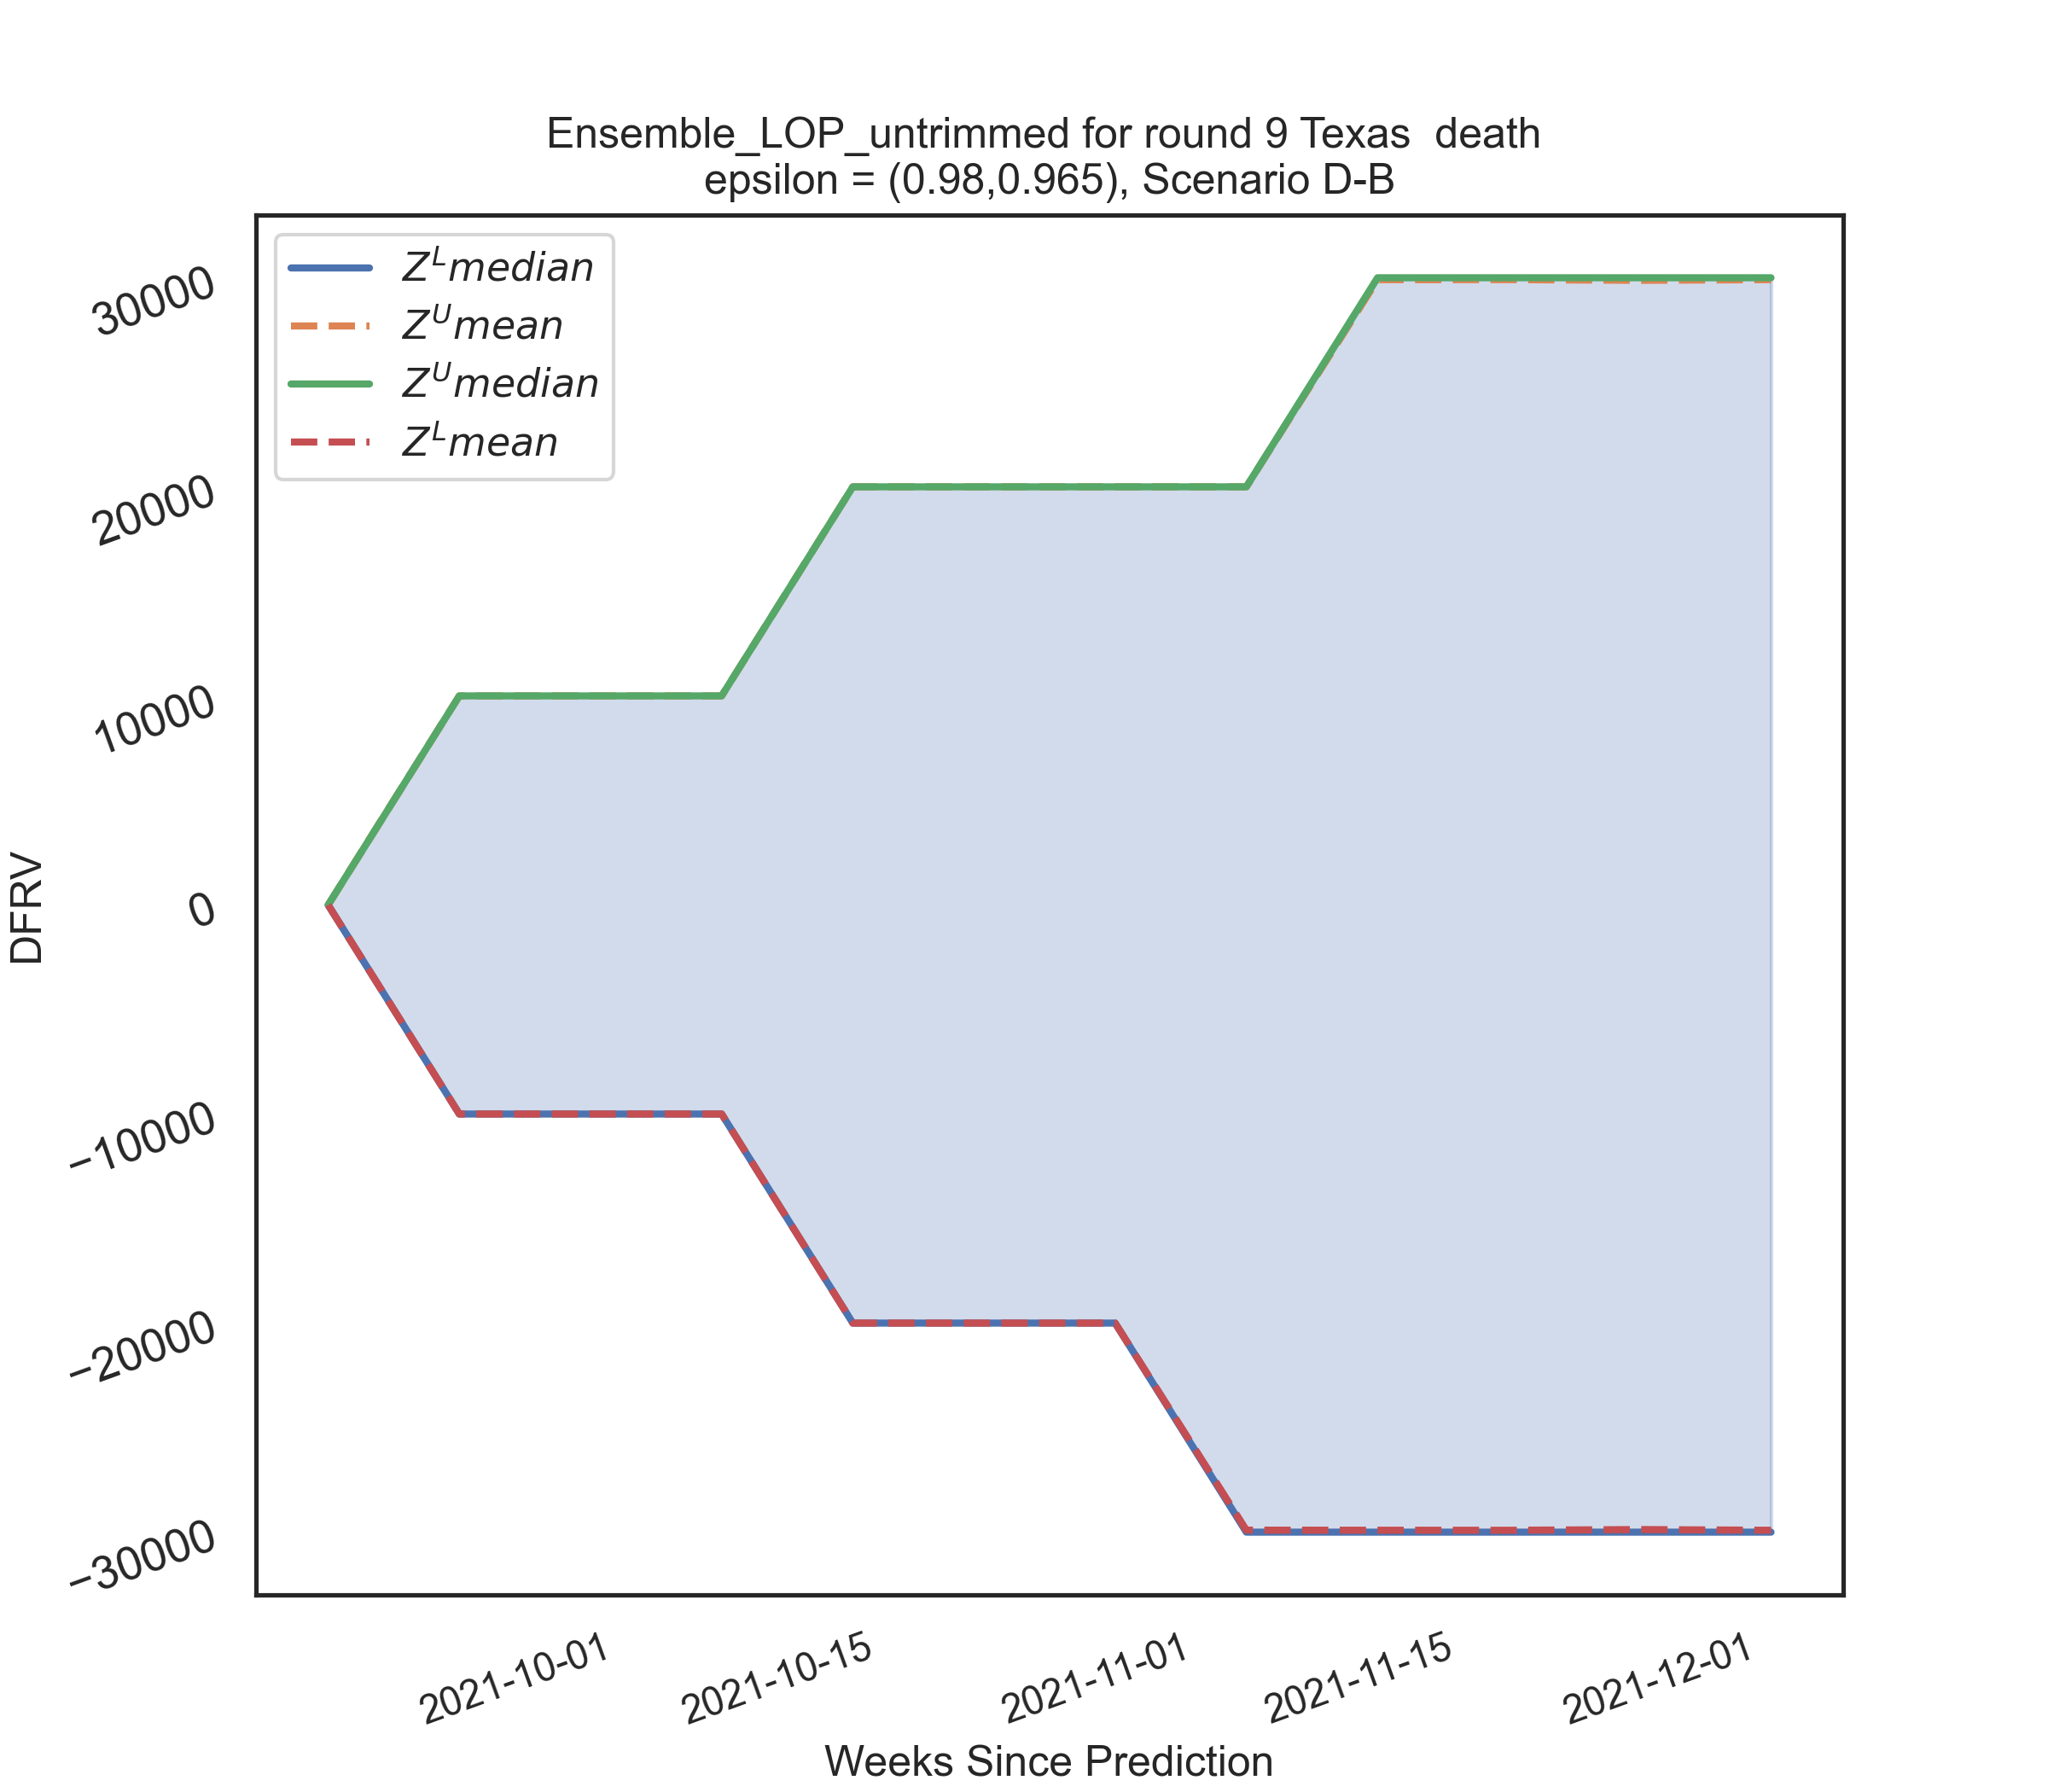 Ensemble_LOP_untrimmed for round 9 Texas  death
epsilon = (0.98,0.965), Scenario D-B
Z^L median
Z^U mean
Z^U median
Z^L mean
30000
20000
10000
0
−10000
−20000
−30000
DFRV
2021-10-01
2021-10-15
2021-11-01
2021-11-15
2021-12-01
Weeks Since Prediction